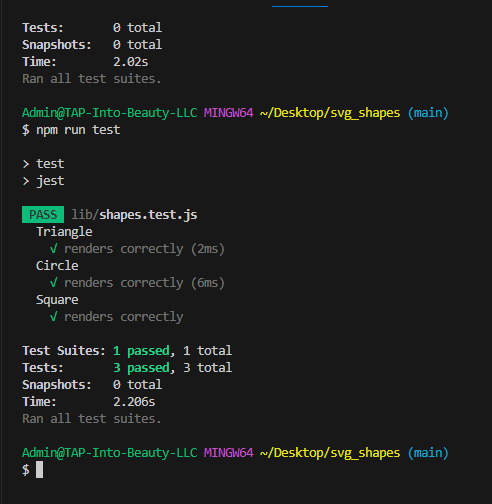 Tests:       0 total
Snapshots:   0 total
Time:        2.02s
Ran all test suites.
Admin@TAP-Into-Beauty-LLC MINGW64 ~/Desktop/svg_shapes (main)
$ npm run test
> test
> jest
PASS lib/shapes.test.js
Triangle
√ renders correctly (2ms)
Circle
√ renders correctly (6ms)
Square
√ renders correctly
Test Suites: 1 passed, 1 total
Tests:       3 passed, 3 total
Snapshots:   0 total
Time:        2.206s
Ran all test suites.
Admin@TAP-Into-Beauty-LLC MINGW64 ~/Desktop/svg_shapes (main)
$